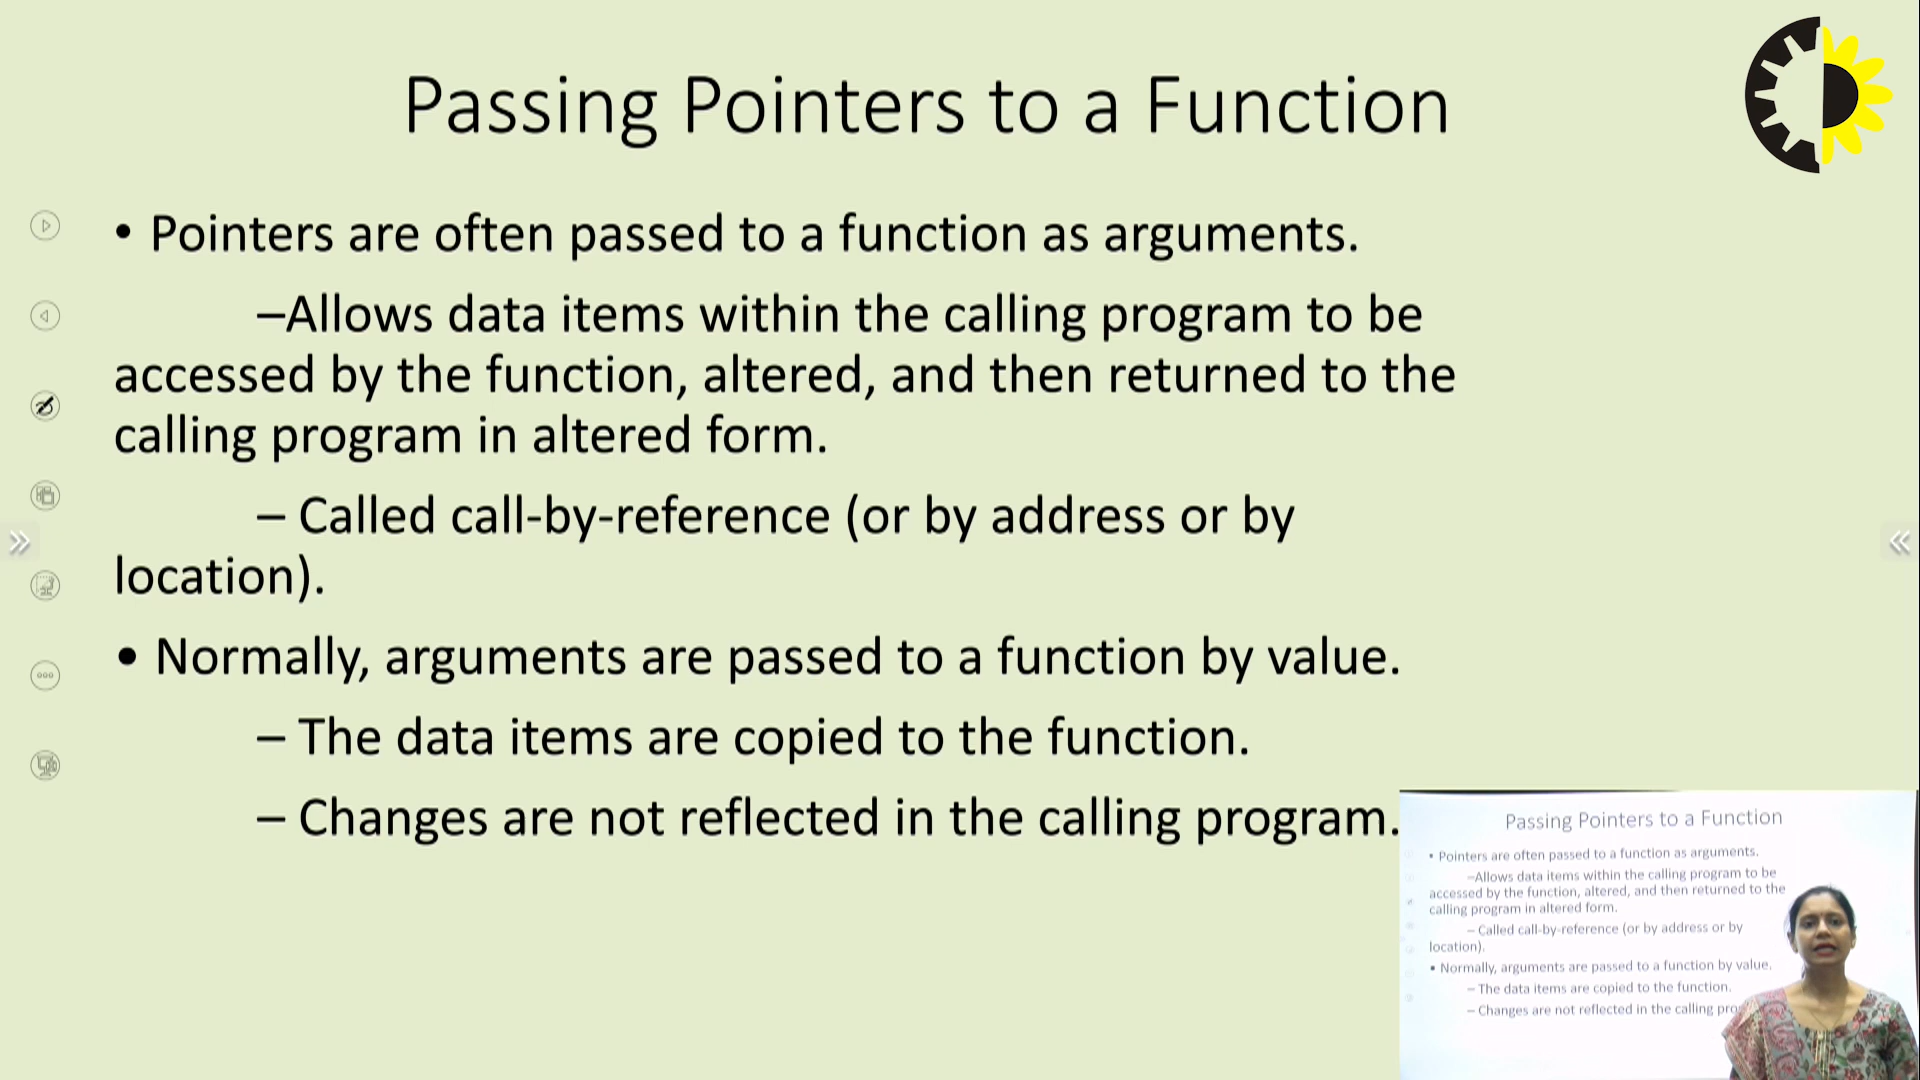 Passing Pointers to a Function
• Pointers are often passed to a function as arguments.
–Allows data items within the calling program to be
accessed by the function, altered, and then returned to the
calling program in altered form.
– Called call-by-reference (or by address or by
location).
• Normally, arguments are passed to a function by value.
– The data items are copied to the function.
– Changes are not reflected in the calling program.
Passing Pointers to a Function
• Pointers are often passed to a function as arguments.
–Allows data items within the calling program to be
accessed by the function, altered, and then returned to the
calling program in altered form.
– Called call-by-reference (or by address or by
location).
• Normally, arguments are passed to a function by value.
– The data items are copied to the function.
– Changes are not reflected in the calling pro